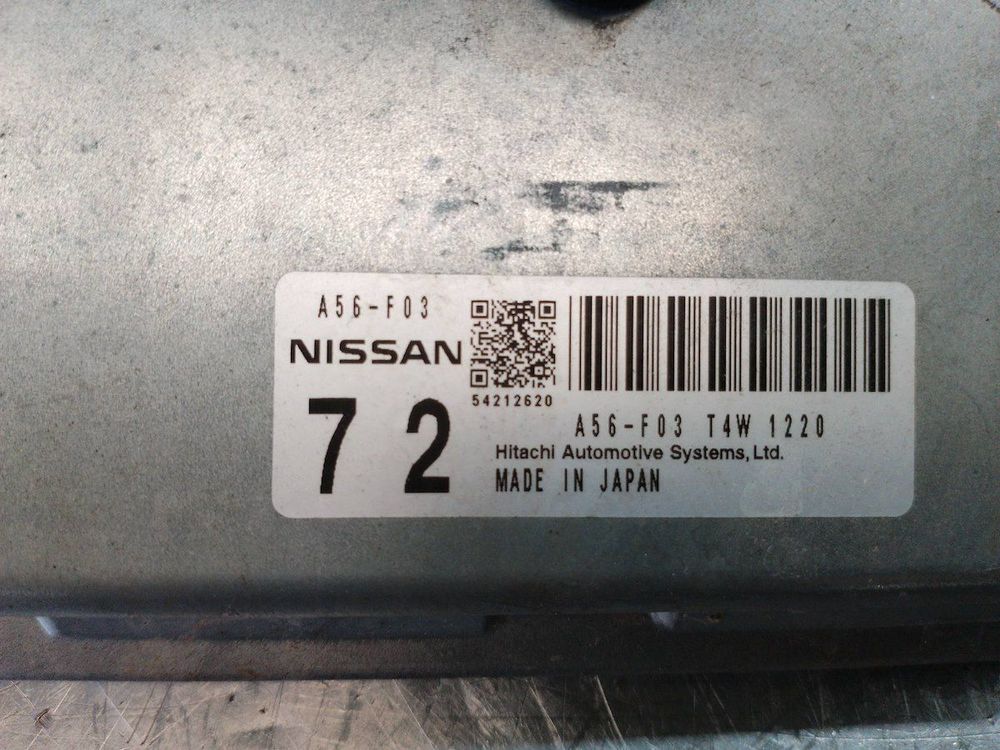 A56-F03
NISSAN
72
54212620
A56-F03 T4W 1220
Hitachi Automotive Systems, Ltd.
MADE IN JAPAN